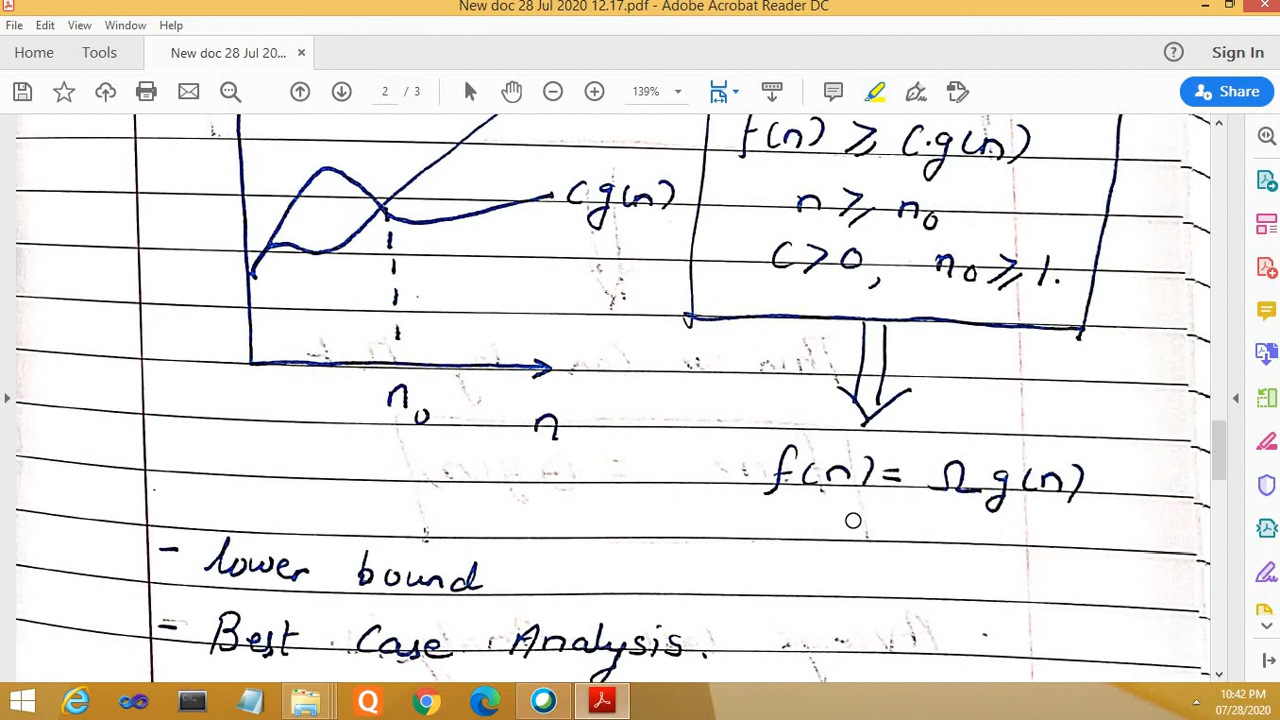 New doc 28 Jul 2020 12.17.pdf - Adobe Acrobat Reader DC
File Edit View Window Help
Home Tools New doc 28 Jul 20... × Sign In
2 / 3 139% Share
f(n) ≥ C.g(n)
Cg(n)
n ≥ n₀
C > 0, n₀ ≥ 1.
n₀
n
f(n) = Ω g(n)
- lower bound
= Best Case Analysis.
10:42 PM
07/28/2020